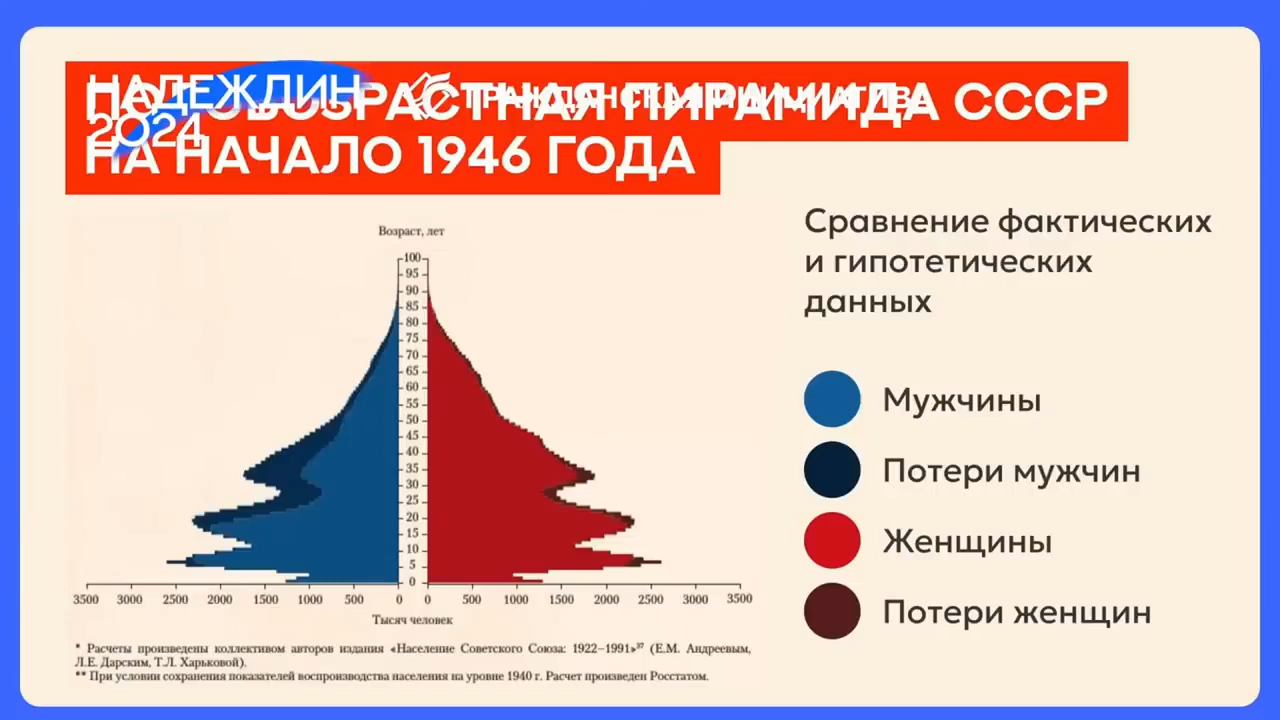 НАДЕЖДИН
2024
ВОЗРАСТНАЯ ПИРАМИДА СССР
НА НАЧАЛО 1946 ГОДА
Сравнение фактических
и гипотетических
данных
Возраст, лет
100
95
90
85
80
75
70
65
60
55
50
45
40
35
30
25
20
15
10
5
0
3500 3000 2500 2000 1500 1000 500 0 0 500 1000 1500 2000 2500 3000 3500
Тысяч человек
Мужчины
Потери мужчин
Женщины
Потери женщин
* Расчеты произведены коллективом авторов издания «Население Советского Союза: 1922–1991»³⁷ (Е.М. Андреевым,
Л.Е. Дарским, Т.Л. Харьковой).
** При условии сохранения показателей воспроизводства населения на уровне 1940 г. Расчет произведен Росстатом.